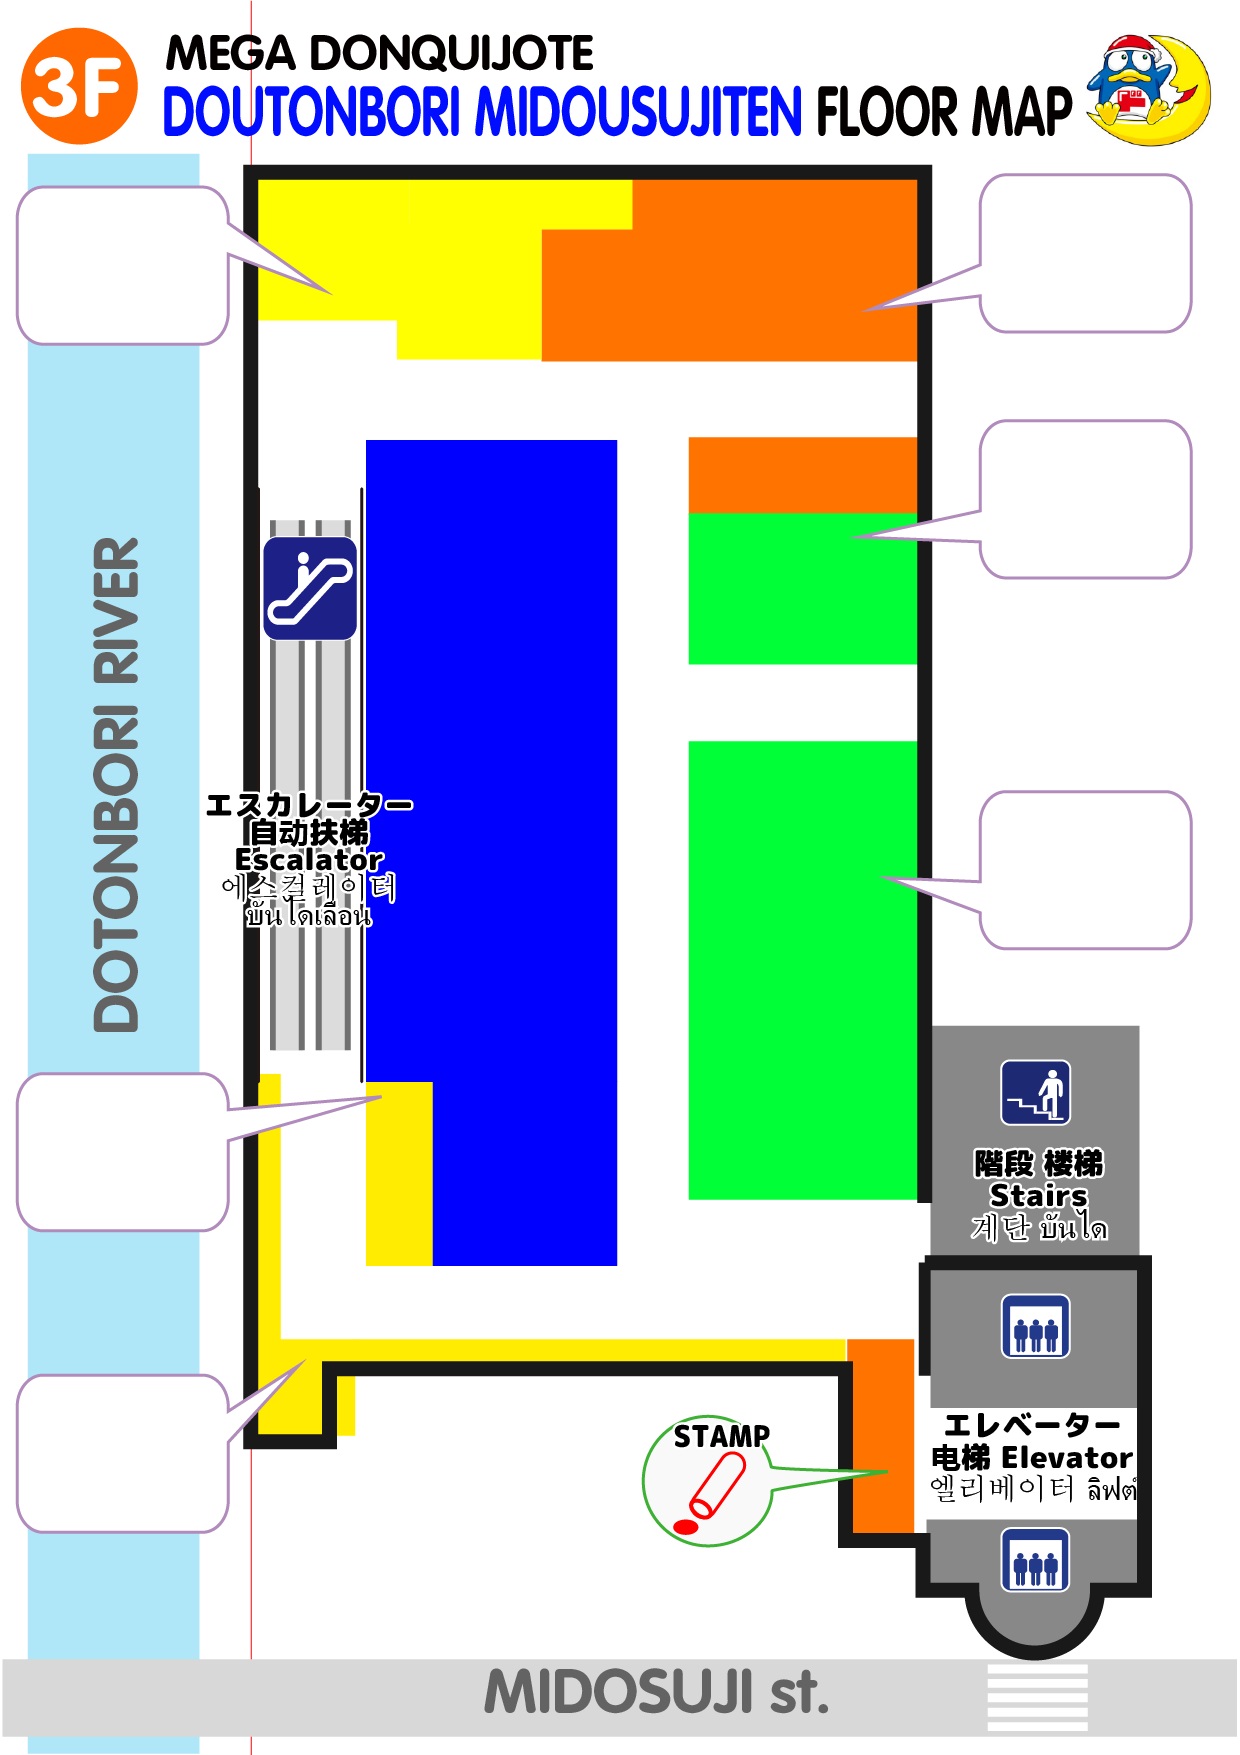 3F
MEGA DONQUIJOTE
DOUTONBORI MIDOUSUJITEN FLOOR MAP
DOTONBORI RIVER
エスカレーター
自动扶梯
Escalator
에스컬레이터
บันไดเลื่อน
階段 楼梯
Stairs
계단 บันได
エレベーター
电梯 Elevator
엘리베이터 ลิฟต์
STAMP
MIDOSUJI st.